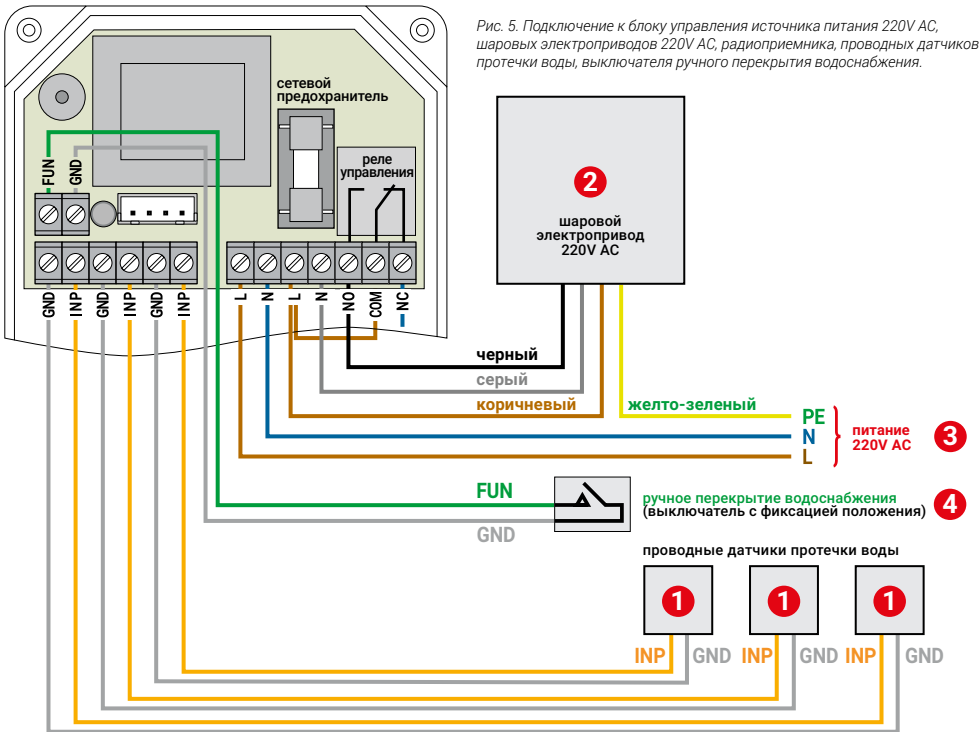 Рис. 5. Подключение к блоку управления источника питания 220V AC,
шаровых электроприводов 220V AC, радиоприемника, проводных датчиков
протечки воды, выключателя ручного перекрытия водоснабжения.
сетевой
предохранитель
реле
управления
FUN
GND
2
шаровой
электропривод
220V AC
GND
INP
GND
INP
GND
INP
L
N
L
N
NO
COM
NC
черный
серый
коричневый
желто-зеленый
PE
N
L
питание
220V AC
3
FUN
GND
ручное перекрытие водоснабжения
(выключатель с фиксацией положения)
4
проводные датчики протечки воды
1
1
1
INP GND INP GND INP GND